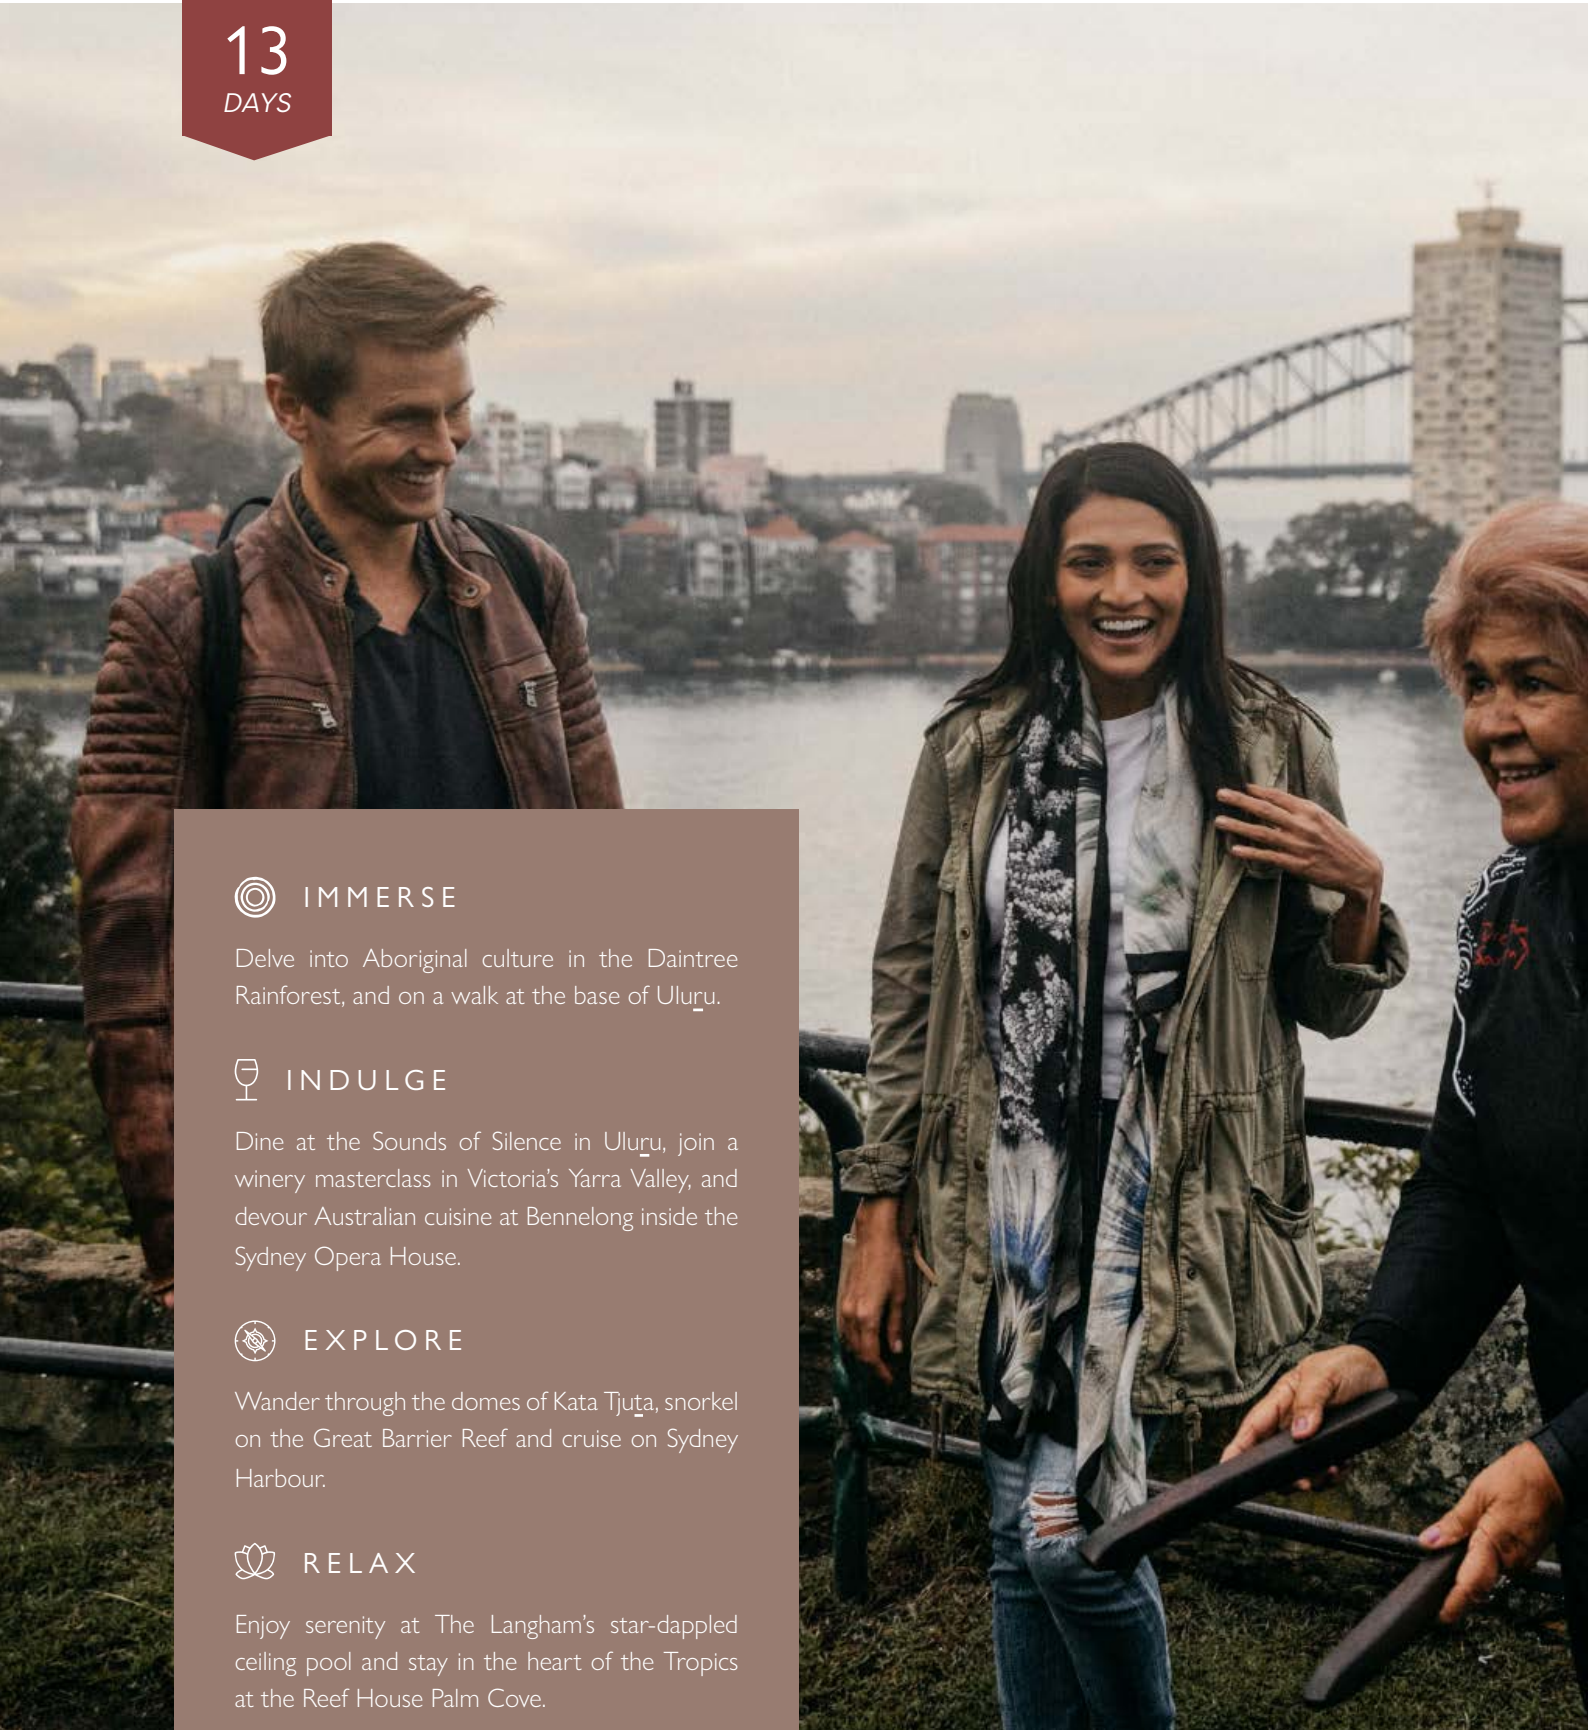 13
DAYS
IMMERSE
Delve into Aboriginal culture in the Daintree
Rainforest, and on a walk at the base of Uluṟu.
INDULGE
Dine at the Sounds of Silence in Uluṟu, join a
winery masterclass in Victoria’s Yarra Valley, and
devour Australian cuisine at Bennelong inside the
Sydney Opera House.
EXPLORE
Wander through the domes of Kata Tjuṯa, snorkel
on the Great Barrier Reef and cruise on Sydney
Harbour.
RELAX
Enjoy serenity at The Langham’s star-dappled
ceiling pool and stay in the heart of the Tropics
at the Reef House Palm Cove.